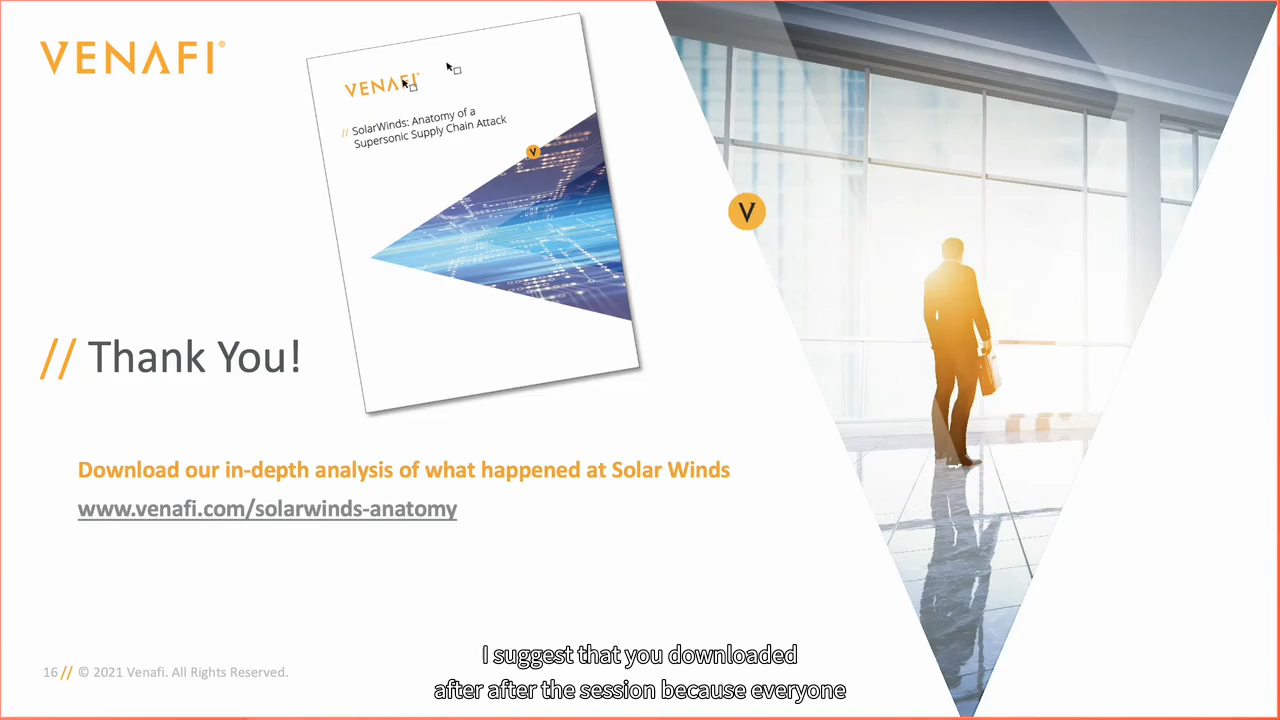 VENAFI®
VENAFI
// SolarWinds: Anatomy of a
Supersonic Supply Chain Attack
V
V
// Thank You!
Download our in-depth analysis of what happened at Solar Winds
www.venafi.com/solarwinds-anatomy
16 // © 2021 Venafi. All Rights Reserved.
I suggest that you downloaded
after after the session because everyone